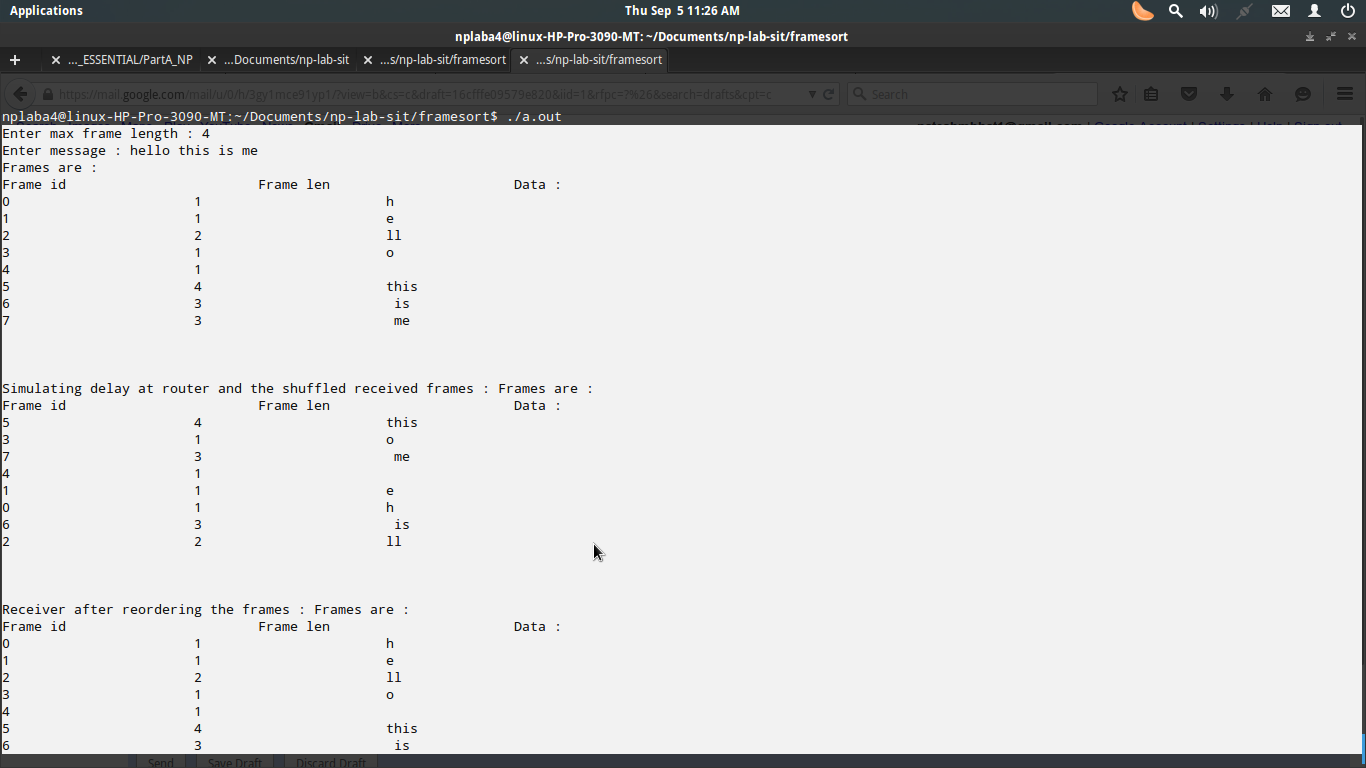 Applications Thu Sep 5 11:26 AM
nplaba4@linux-HP-Pro-3090-MT: ~/Documents/np-lab-sit/framesort
..._ESSENTIAL/PartA_NP ...Documents/np-lab-sit ...s/np-lab-sit/framesort ...s/np-lab-sit/framesort
https://mail.google.com/mail/u/0/h/3gy1mce91yp1/?view=b&cs=c&draft=16cfffe09579e820&iid=1&rfpc=?%26&search=drafts&cpt=c Search
nplaba4@linux-HP-Pro-3090-MT:~/Documents/np-lab-sit/framesort$ ./a.out
Enter max frame length : 4
Enter message : hello this is me
Frames are :
Frame id Frame len Data :
0 1 h
1 1 e
2 2 ll
3 1 o
4 1
5 4 this
6 3 is
7 3 me
Simulating delay at router and the shuffled received frames : Frames are :
Frame id Frame len Data :
5 4 this
3 1 o
7 3 me
4 1
1 1 e
0 1 h
6 3 is
2 2 ll
Receiver after reordering the frames : Frames are :
Frame id Frame len Data :
0 1 h
1 1 e
2 2 ll
3 1 o
4 1
5 4 this
6 3 is
Send Save Draft Discard Draft